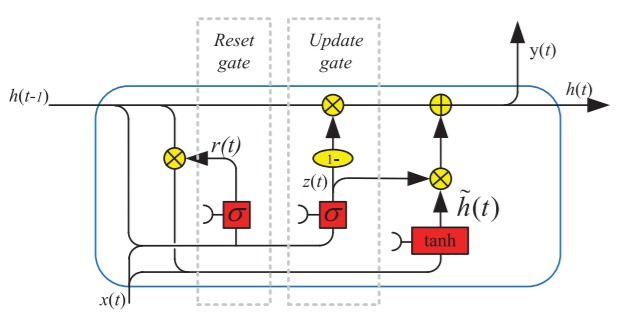 Reset
gate
Update
gate
y(t)
h(t-1)
h(t)
r(t)
1-
z(t)
σ
σ
h̃(t)
tanh
x(t)